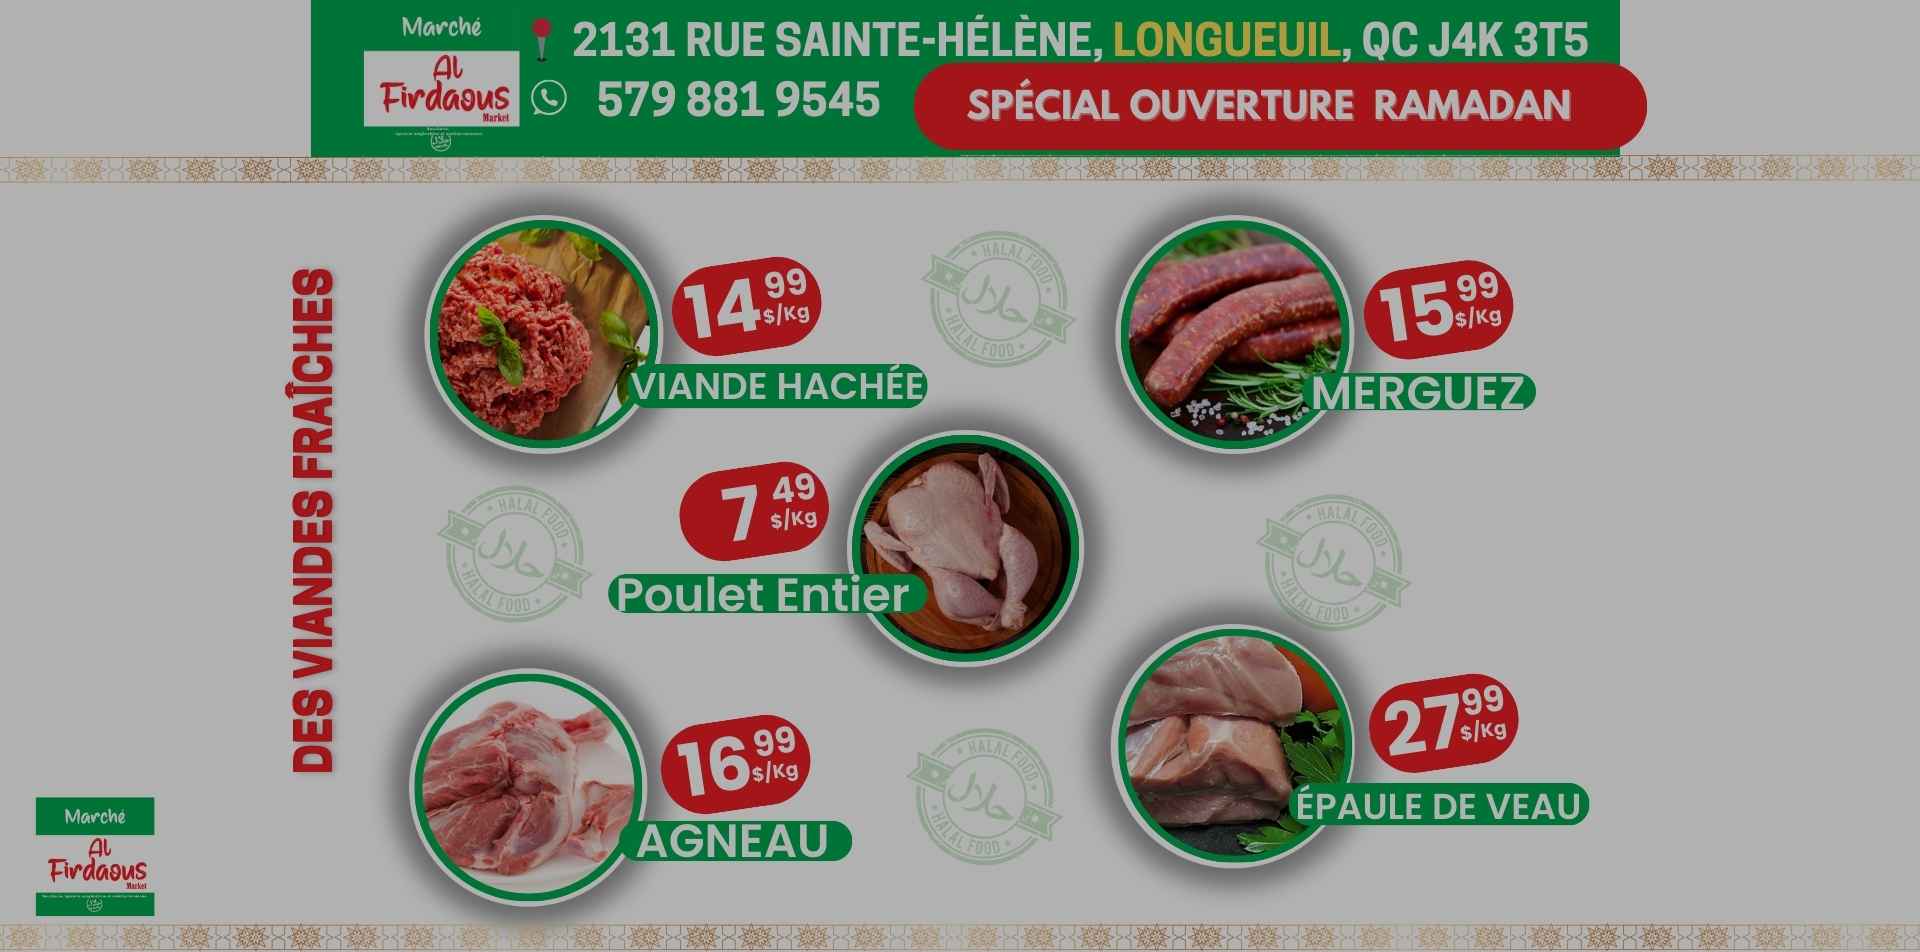 Marché
Al
Firdaous
Market
2131 RUE SAINTE-HÉLÈNE, LONGUEUIL, QC J4K 3T5
579 881 9545
SPÉCIAL OUVERTURE RAMADAN
DES VIANDES FRAÎCHES
14 99 $/Kg
VIANDE HACHÉE
HALAL FOOD
حلال
HALAL FOOD
15 99 $/Kg
MERGUEZ
HALAL FOOD
حلال
HALAL FOOD
7 49 $/Kg
Poulet Entier
HALAL FOOD
حلال
HALAL FOOD
16 99 $/Kg
AGNEAU
HALAL FOOD
حلال
HALAL FOOD
27 99 $/Kg
ÉPAULE DE VEAU
Marché
Al
Firdaous
Market